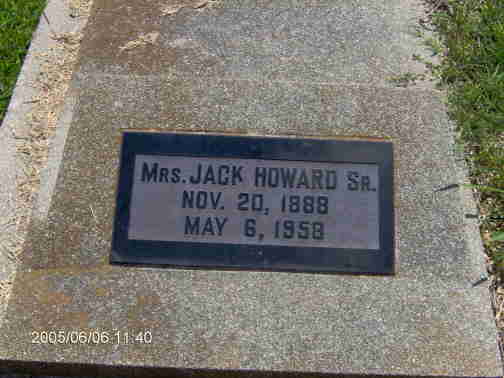 Mrs. JACK HOWARD Sr.
NOV. 20, 1888
MAY 6, 1958
2005/06/06 11:40